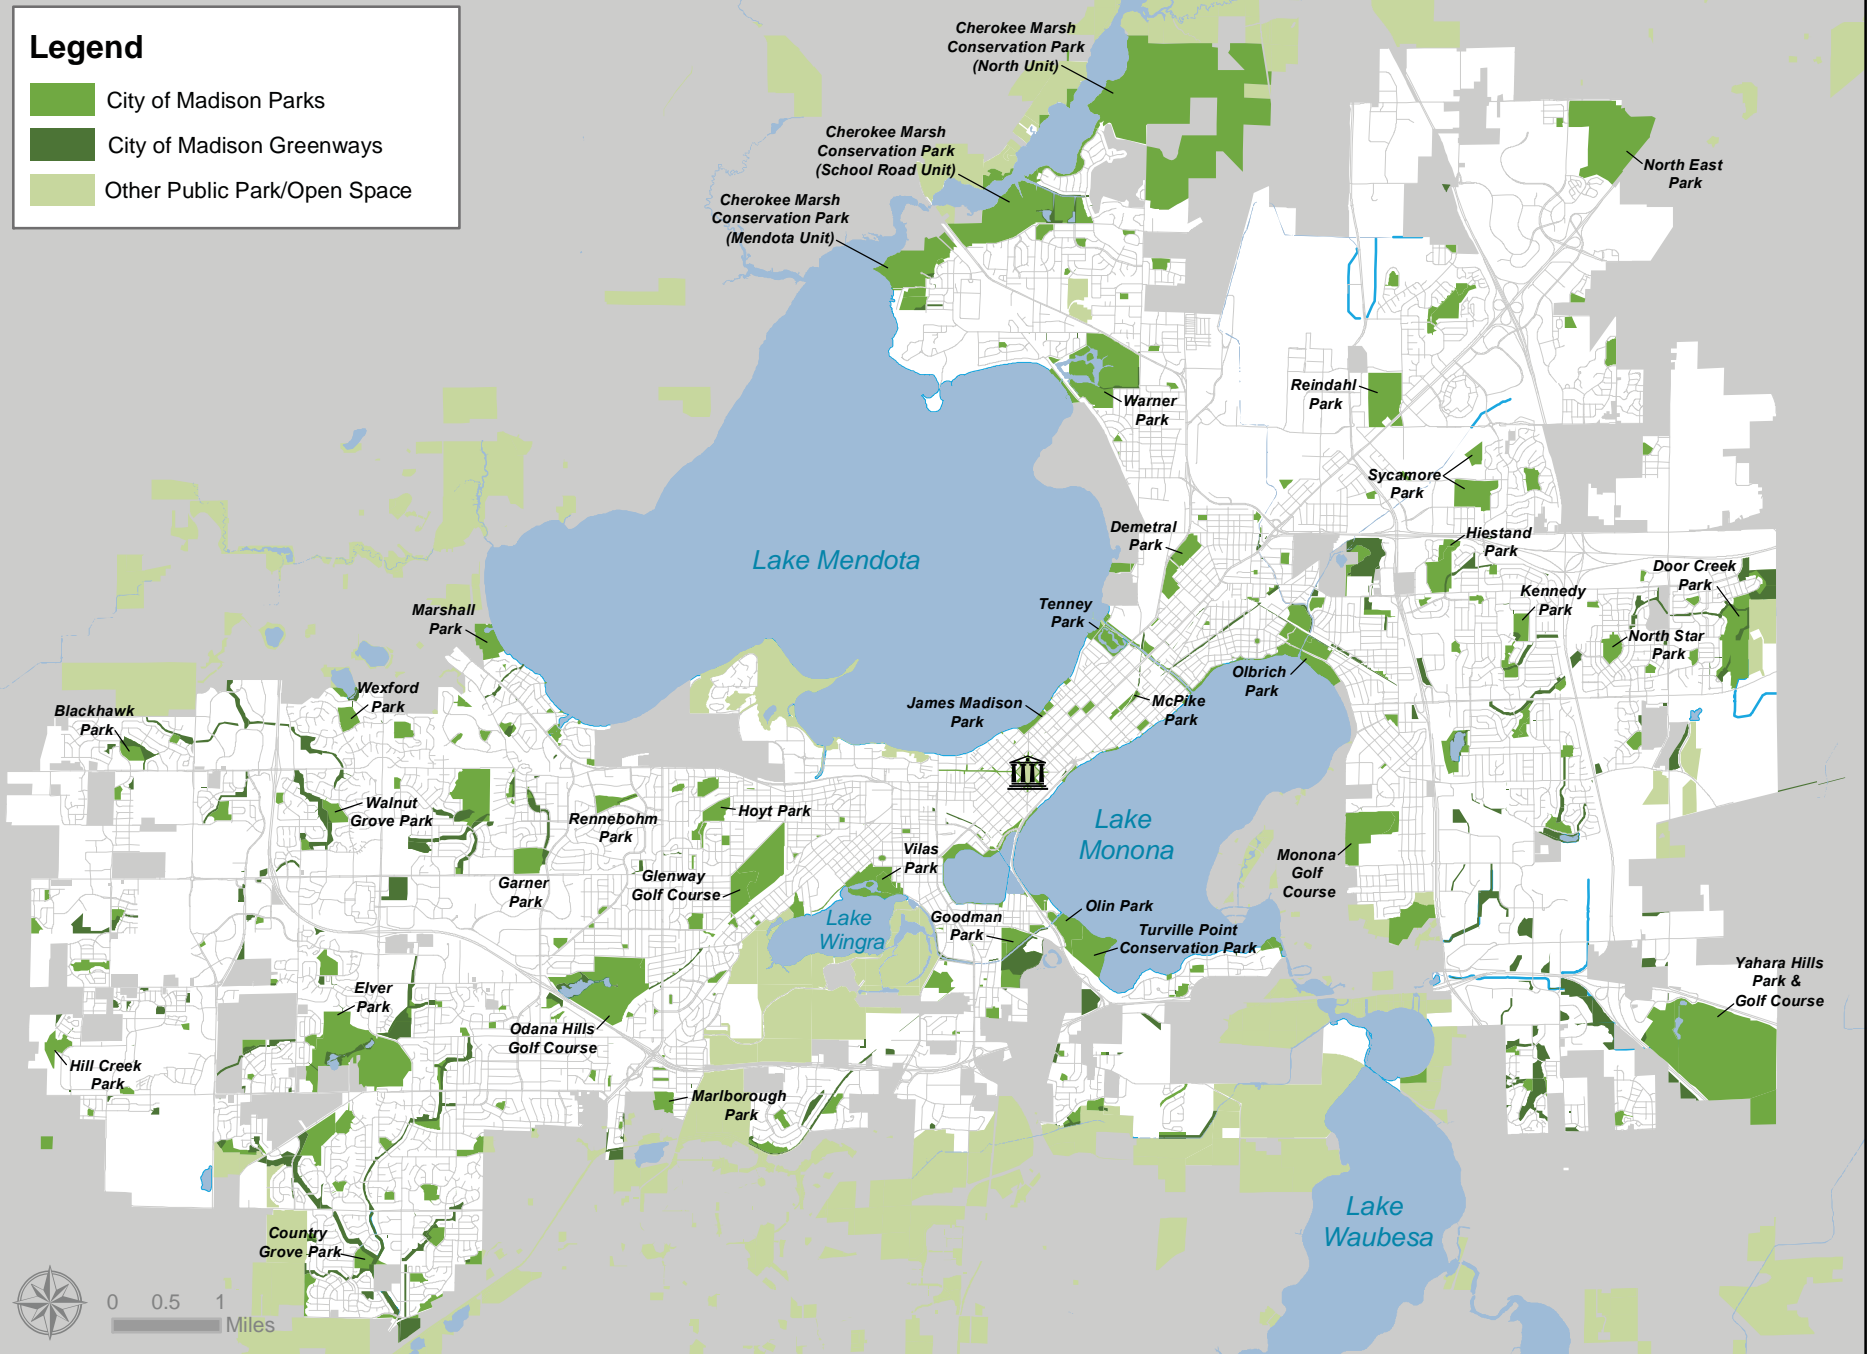 Legend
City of Madison Parks
City of Madison Greenways
Other Public Park/Open Space
Cherokee Marsh
Conservation Park
(North Unit)
Cherokee Marsh
Conservation Park
(School Road Unit)
Cherokee Marsh
Conservation Park
(Mendota Unit)
North East
Park
Warner
Park
Reindahl
Park
Sycamore
Park
Demetral
Park
Hiestand
Park
Door Creek
Park
Kennedy
Park
North Star
Park
Lake Mendota
Tenney
Park
Marshall
Park
Olbrich
Park
McPike
Park
James Madison
Park
Wexford
Park
Blackhawk
Park
Walnut
Grove Park
Rennebohm
Park
Hoyt Park
Lake
Monona
Vilas
Park
Monona
Golf
Course
Garner
Park
Glenway
Golf Course
Lake
Wingra
Goodman
Park
Olin Park
Turville Point
Conservation Park
Yahara Hills
Park &
Golf Course
Elver
Park
Odana Hills
Golf Course
Hill Creek
Park
Marlborough
Park
Lake
Waubesa
Country
Grove Park
0 0.5 1
Miles